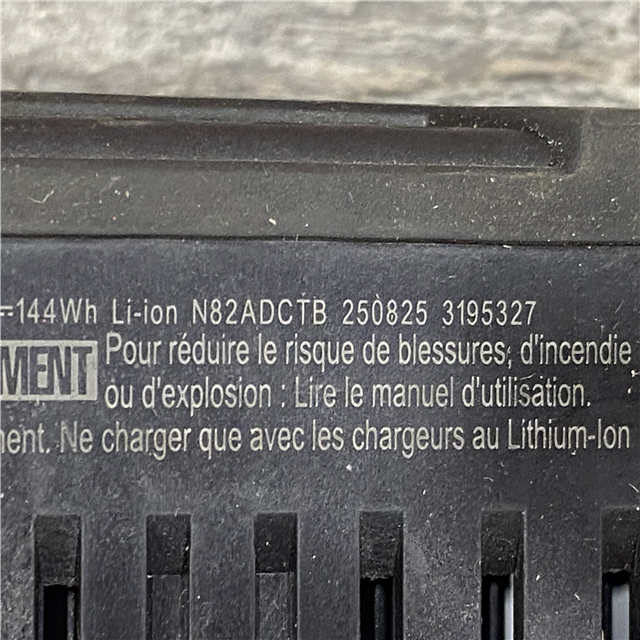 ⎓144Wh Li-ion N82ADCTB 250825 3195327
MENT Pour réduire le risque de blessures, d'incendie
ou d'explosion : Lire le manuel d'utilisation.
ment. Ne charger que avec les chargeurs au Lithium-Ion